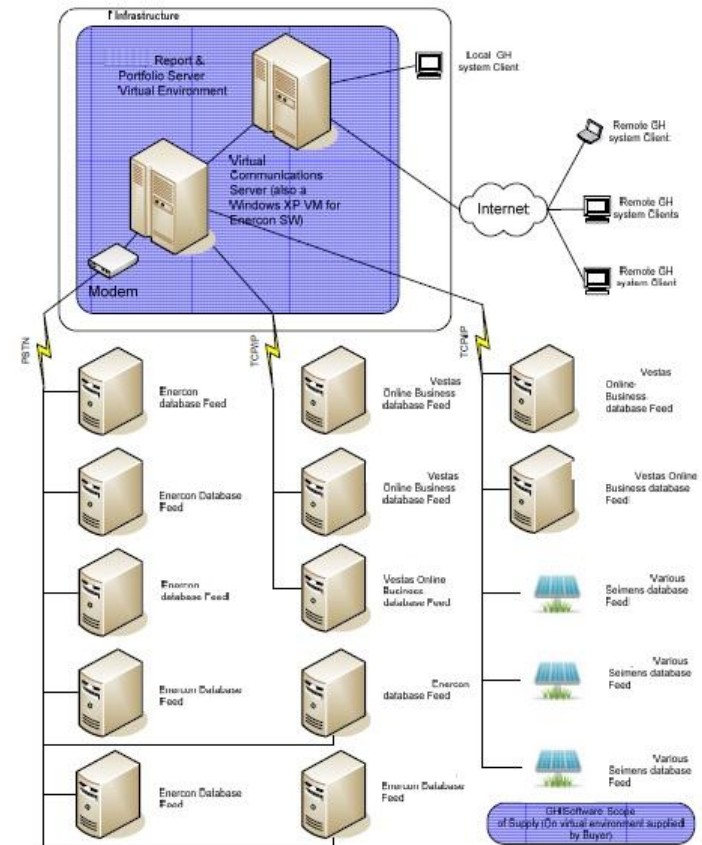 Infrastructure
Report &
Portfolio Server
Virtual Environment
Local GH
system Client
Remote GH
system Client
Virtual
Communications
Server (also a
Windows XP VM for
Enercon SW)
Internet
Remote GH
system Clients
Modem
Remote GH
system Client
PSTN
TCP/IP
TCP/IP
Enercon
database Feed
Vestas
Online Business
database Feed
Vestas
Online-
Business
database Feed
Enercon Database
Feed
Vestas
Online Business
database Feed
Vestas Online
Business database
Feed
Enercon
database Feed
Vestas Online
Business
database Feed
Various
Seimens database
Feed
Enercon Database
Feed
Enercon
database Feed
Various
Seimens database
Feed
Enercon Database
Feed
Enercon Database
Feed
Various
Seimens database
Feed
GH Software Scope
of Supply (On virtual environment supplied
by Buyer)